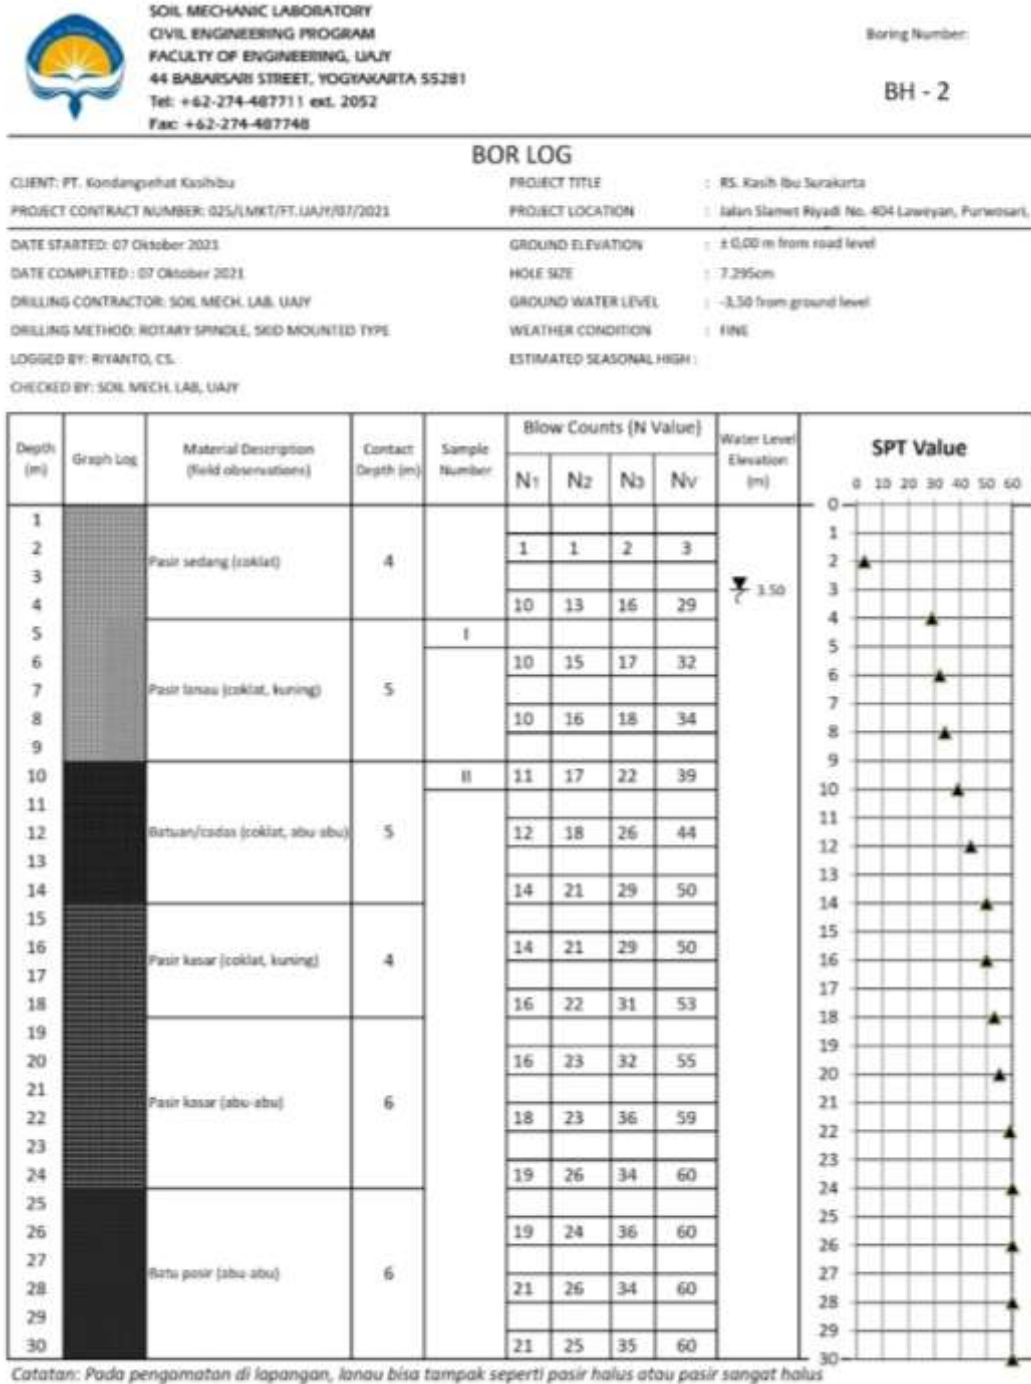 SOIL MECHANIC LABORATORY
CIVIL ENGINEERING PROGRAM
FACULTY OF ENGINEERING, UAJY
44 BABARSARI STREET, YOGYAKARTA 55281
Tel: +62-274-487711 ext. 2052
Fax: +62-274-487748
Boring Number:
BH - 2
BOR LOG
CLIENT: PT. Kondangsehat Kasihibu
PROJECT TITLE : RS. Kasih Ibu Surakarta
PROJECT CONTRACT NUMBER: 025/LMKT/FT.UAJY/07/2021
PROJECT LOCATION : Jalan Slamet Riyadi No. 404 Laweyan, Purwosari,
DATE STARTED: 07 Oktober 2021
GROUND ELEVATION : ± 0,00 m from road level
DATE COMPLETED : 07 Oktober 2021
HOLE SIZE : 7.295cm
DRILLING CONTRACTOR: SOIL MECH. LAB. UAJY
GROUND WATER LEVEL : -3,50 from ground level
DRILLING METHOD: ROTARY SPINDLE, SKID MOUNTED TYPE
WEATHER CONDITION : FINE
LOGGED BY: RIYANTO, CS.
ESTIMATED SEASONAL HIGH :
CHECKED BY: SOIL MECH. LAB, UAJY
Depth (m) Graph Log Material Description (field observations) Contact Depth (m) Sample Number Blow Counts (N Value) Water Level Elevation (m) SPT Value
N1 N2 N3 Nv
0 10 20 30 40 50 60
0
1 1
2 1 1 2 3 2
Pasir sedang (coklat) 4
3 3.50 3
4 10 13 16 29 4
5 I 5
6 10 15 17 32 6
7 Pasir lanau (coklat, kuning) 5 7
8 10 16 18 34 8
9 9
10 II 11 17 22 39 10
11 11
12 Batuan/cadas (coklat, abu-abu) 5 12 18 26 44 12
13 13
14 14 21 29 50 14
15 15
16 14 21 29 50 16
Pasir kasar (coklat, kuning) 4
17 17
18 16 22 31 53 18
19 19
20 16 23 32 55 20
21 21
Pasir kasar (abu-abu) 6
22 18 23 36 59 22
23 23
24 19 26 34 60 24
25 25
26 19 24 36 60 26
27 27
Batu pasir (abu-abu) 6
28 21 26 34 60 28
29 29
30 21 25 35 60 30
Catatan: Pada pengamatan di lapangan, lanau bisa tampak seperti pasir halus atau pasir sangat halus